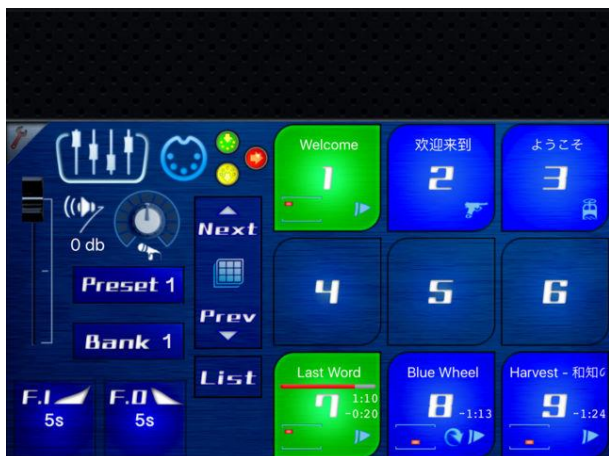 Welcome
1
欢迎来到
2
ようこそ
3
0 db
Next
Preset 1
Prev
Bank 1
List
4
5
6
F.I
5s
F.O
5s
Last Word
1:10
7
-0:20
Blue Wheel
8
-1:13
Harvest - 和知の
9
-1:24